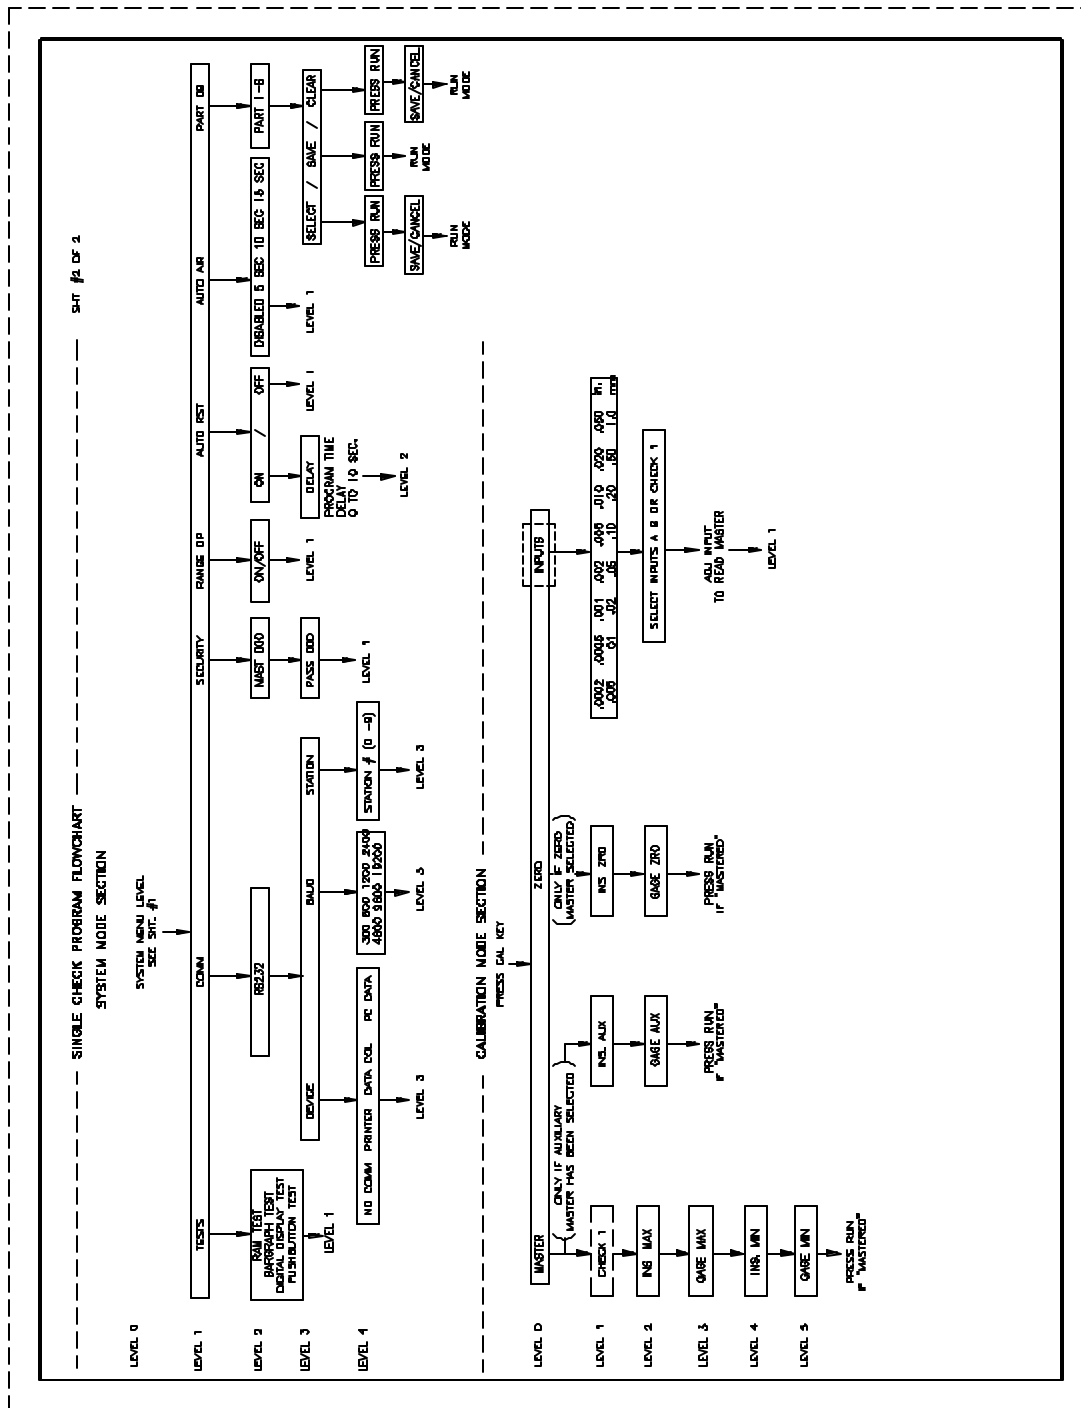 SINGLE CHECK PROGRAM FLOWCHART
SYSTEM MODE SECTION
LEVEL 0
SYSTEM MENU LEVEL
SEE SHT. #1
LEVEL 1
TESTS
COMM
SECURITY
RANGE OP
AUTO RST
AUTO AIR
LEVEL 2
RAM TEST
BARGRAPH TEST
DIGITAL DISPLAY TEST
PUSHBUTTON TEST
LEVEL 1
RS232
MAST 000
ON/OFF
LEVEL 1
ON / OFF
LEVEL 1
DISABLED 5 SEC 10 SEC 15 SEC
LEVEL 1
PART 1-8
LEVEL 3
DEVICE
BAUD
STATION
PASS 000
LEVEL 1
DELAY
PROGRAM TIME
DELAY
0 TO 10 SEC.
LEVEL 2
SELECT / SAVE / CLEAR
LEVEL 4
NO COMM PRINTER DATA COL PC DATA
LEVEL 3
300 600 1200 2400
4800 9600 19200
LEVEL 3
STATION # (0 -9)
LEVEL 3
PRESS RUN
SAVE/CANCEL
RUN
MODE
PRESS RUN
RUN
MODE
PRESS RUN
SAVE/CANCEL
RUN
MODE
CALIBRATION MODE SECTION
PRESS CAL KEY
LEVEL 0
MASTER
ZERO
INPUTS
ONLY IF AUXILIARY
MASTER HAS BEEN SELECTED
ONLY IF ZERO
MASTER SELECTED
LEVEL 1
CHECK 1
INS. AUX
INS ZRO
.0002 .0005 .001 .002 .005 .010 .020 .050 in.
.005 .01 .02 .05 .10 .20 .50 1.0 mm
LEVEL 2
INS MAX
GAGE AUX
GAGE ZRO
SELECT INPUTS A B OR CHECK 1
LEVEL 3
GAGE MAX
PRESS RUN
IF "MASTERED"
PRESS RUN
IF "MASTERED"
ADJ INPUT
TO READ MASTER
LEVEL 1
LEVEL 4
INS. MIN
LEVEL 5
GAGE MIN
PRESS RUN
IF "MASTERED"